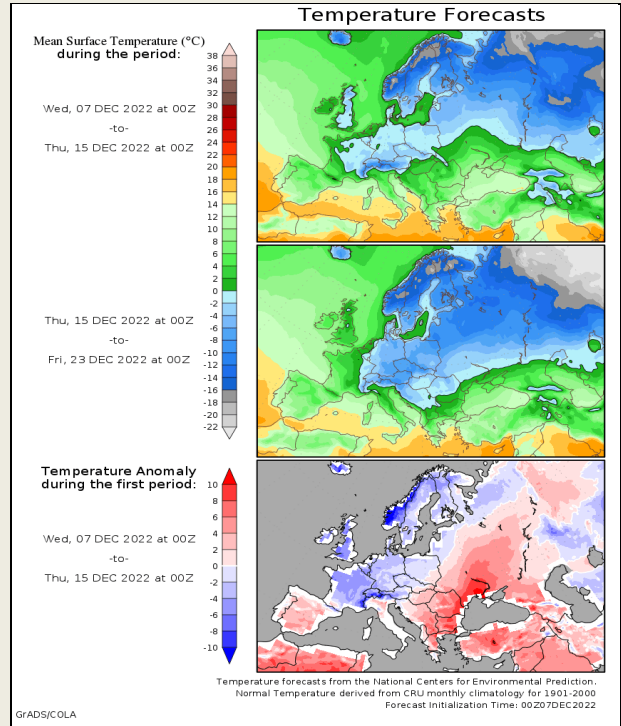 Temperature Forecasts
Mean Surface Temperature (°C)
during the period:
Wed, 07 DEC 2022 at 00Z
-to-
Thu, 15 DEC 2022 at 00Z
38
36
34
32
30
28
26
24
22
20
18
16
14
12
10
8
6
4
2
0
-2
-4
-6
-8
-10
-12
-14
-16
-18
-20
-22
Thu, 15 DEC 2022 at 00Z
-to-
Fri, 23 DEC 2022 at 00Z
Temperature Anomaly
during the first period:
Wed, 07 DEC 2022 at 00Z
-to-
Thu, 15 DEC 2022 at 00Z
10
8
6
4
2
0
-2
-4
-6
-8
-10
Temperature forecasts from the National Centers for Environmental Prediction.
Normal Temperature derived from CRU monthly climatology for 1901-2000
Forecast Initialization Time: 00Z07DEC2022
GrADS/COLA